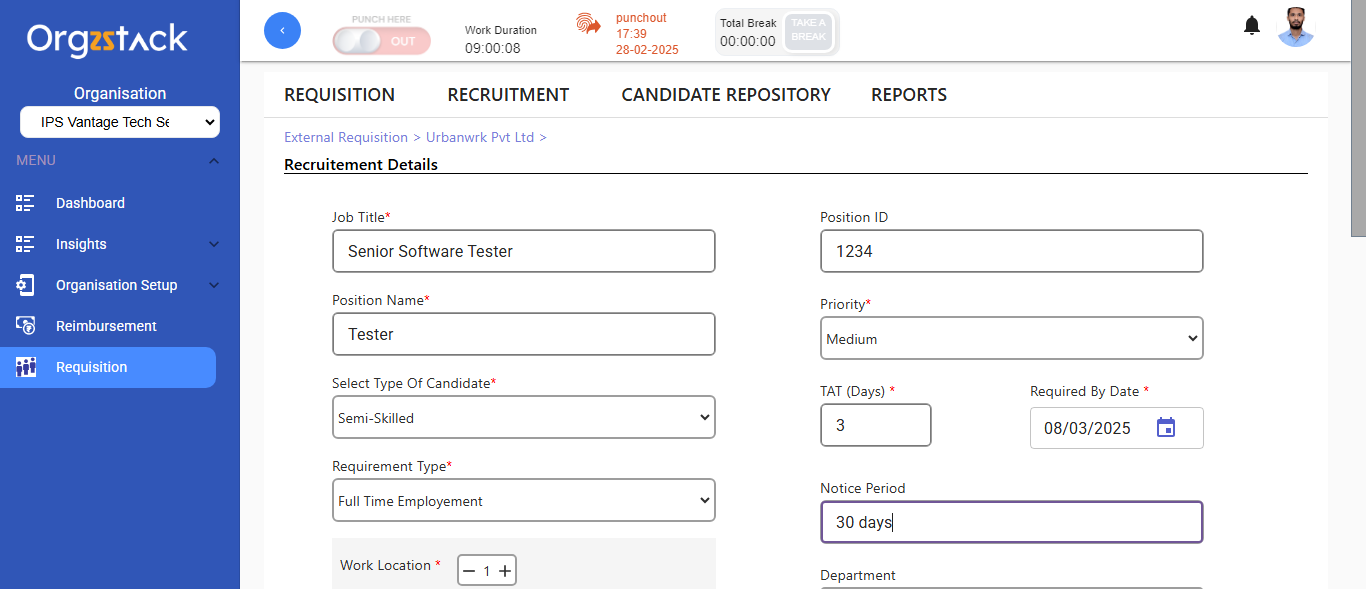 Orgzstack
Organisation
IPS Vantage Tech Se
MENU
Dashboard
Insights
Organisation Setup
Reimbursement
Requisition
‹
PUNCH HERE
OUT
Work Duration
09:00:08
punchout
17:39
28-02-2025
Total Break
00:00:00
TAKE A
BREAK
REQUISITION RECRUITMENT CANDIDATE REPOSITORY REPORTS
External Requisition > Urbanwrk Pvt Ltd >
Recruitement Details
Job Title*
Senior Software Tester
Position Name*
Tester
Select Type Of Candidate*
Semi-Skilled
Requirement Type*
Full Time Employement
Work Location * − 1 +
Position ID
1234
Priority*
Medium
TAT (Days) *
3
Required By Date *
08/03/2025
Notice Period
30 days
Department